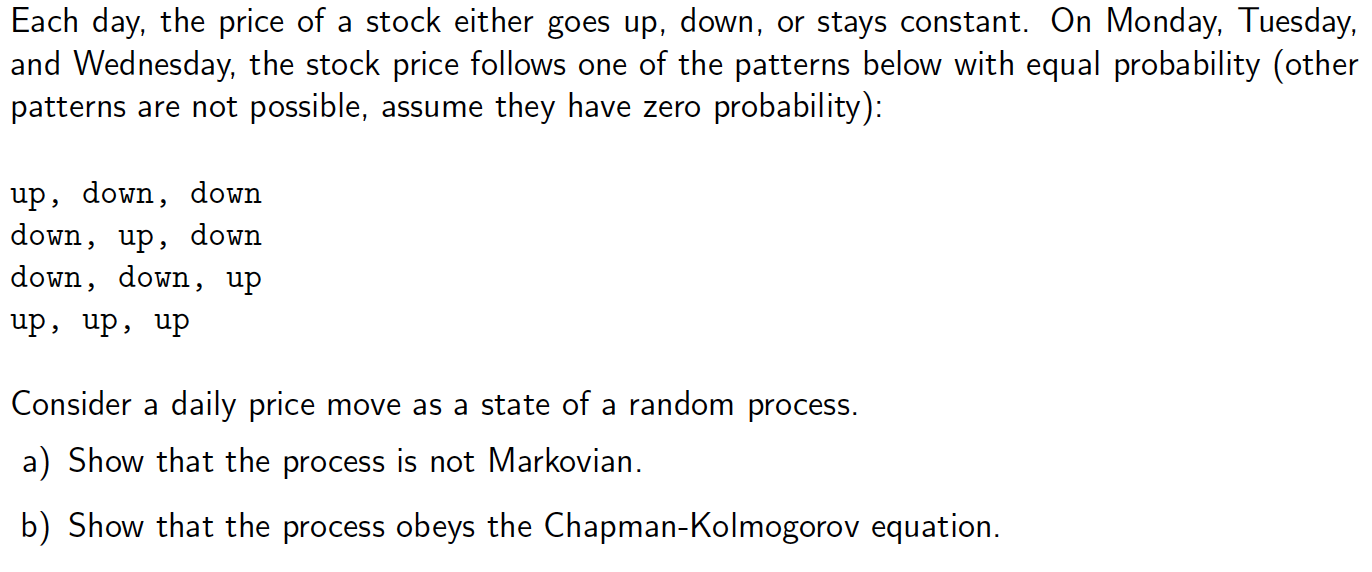 Each day, the price of a stock either goes up, down, or stays constant. On Monday, Tuesday,
and Wednesday, the stock price follows one of the patterns below with equal probability (other
patterns are not possible, assume they have zero probability):
up, down, down
down, up, down
down, down, up
up, up, up
Consider a daily price move as a state of a random process.
a) Show that the process is not Markovian.
b) Show that the process obeys the Chapman-Kolmogorov equation.